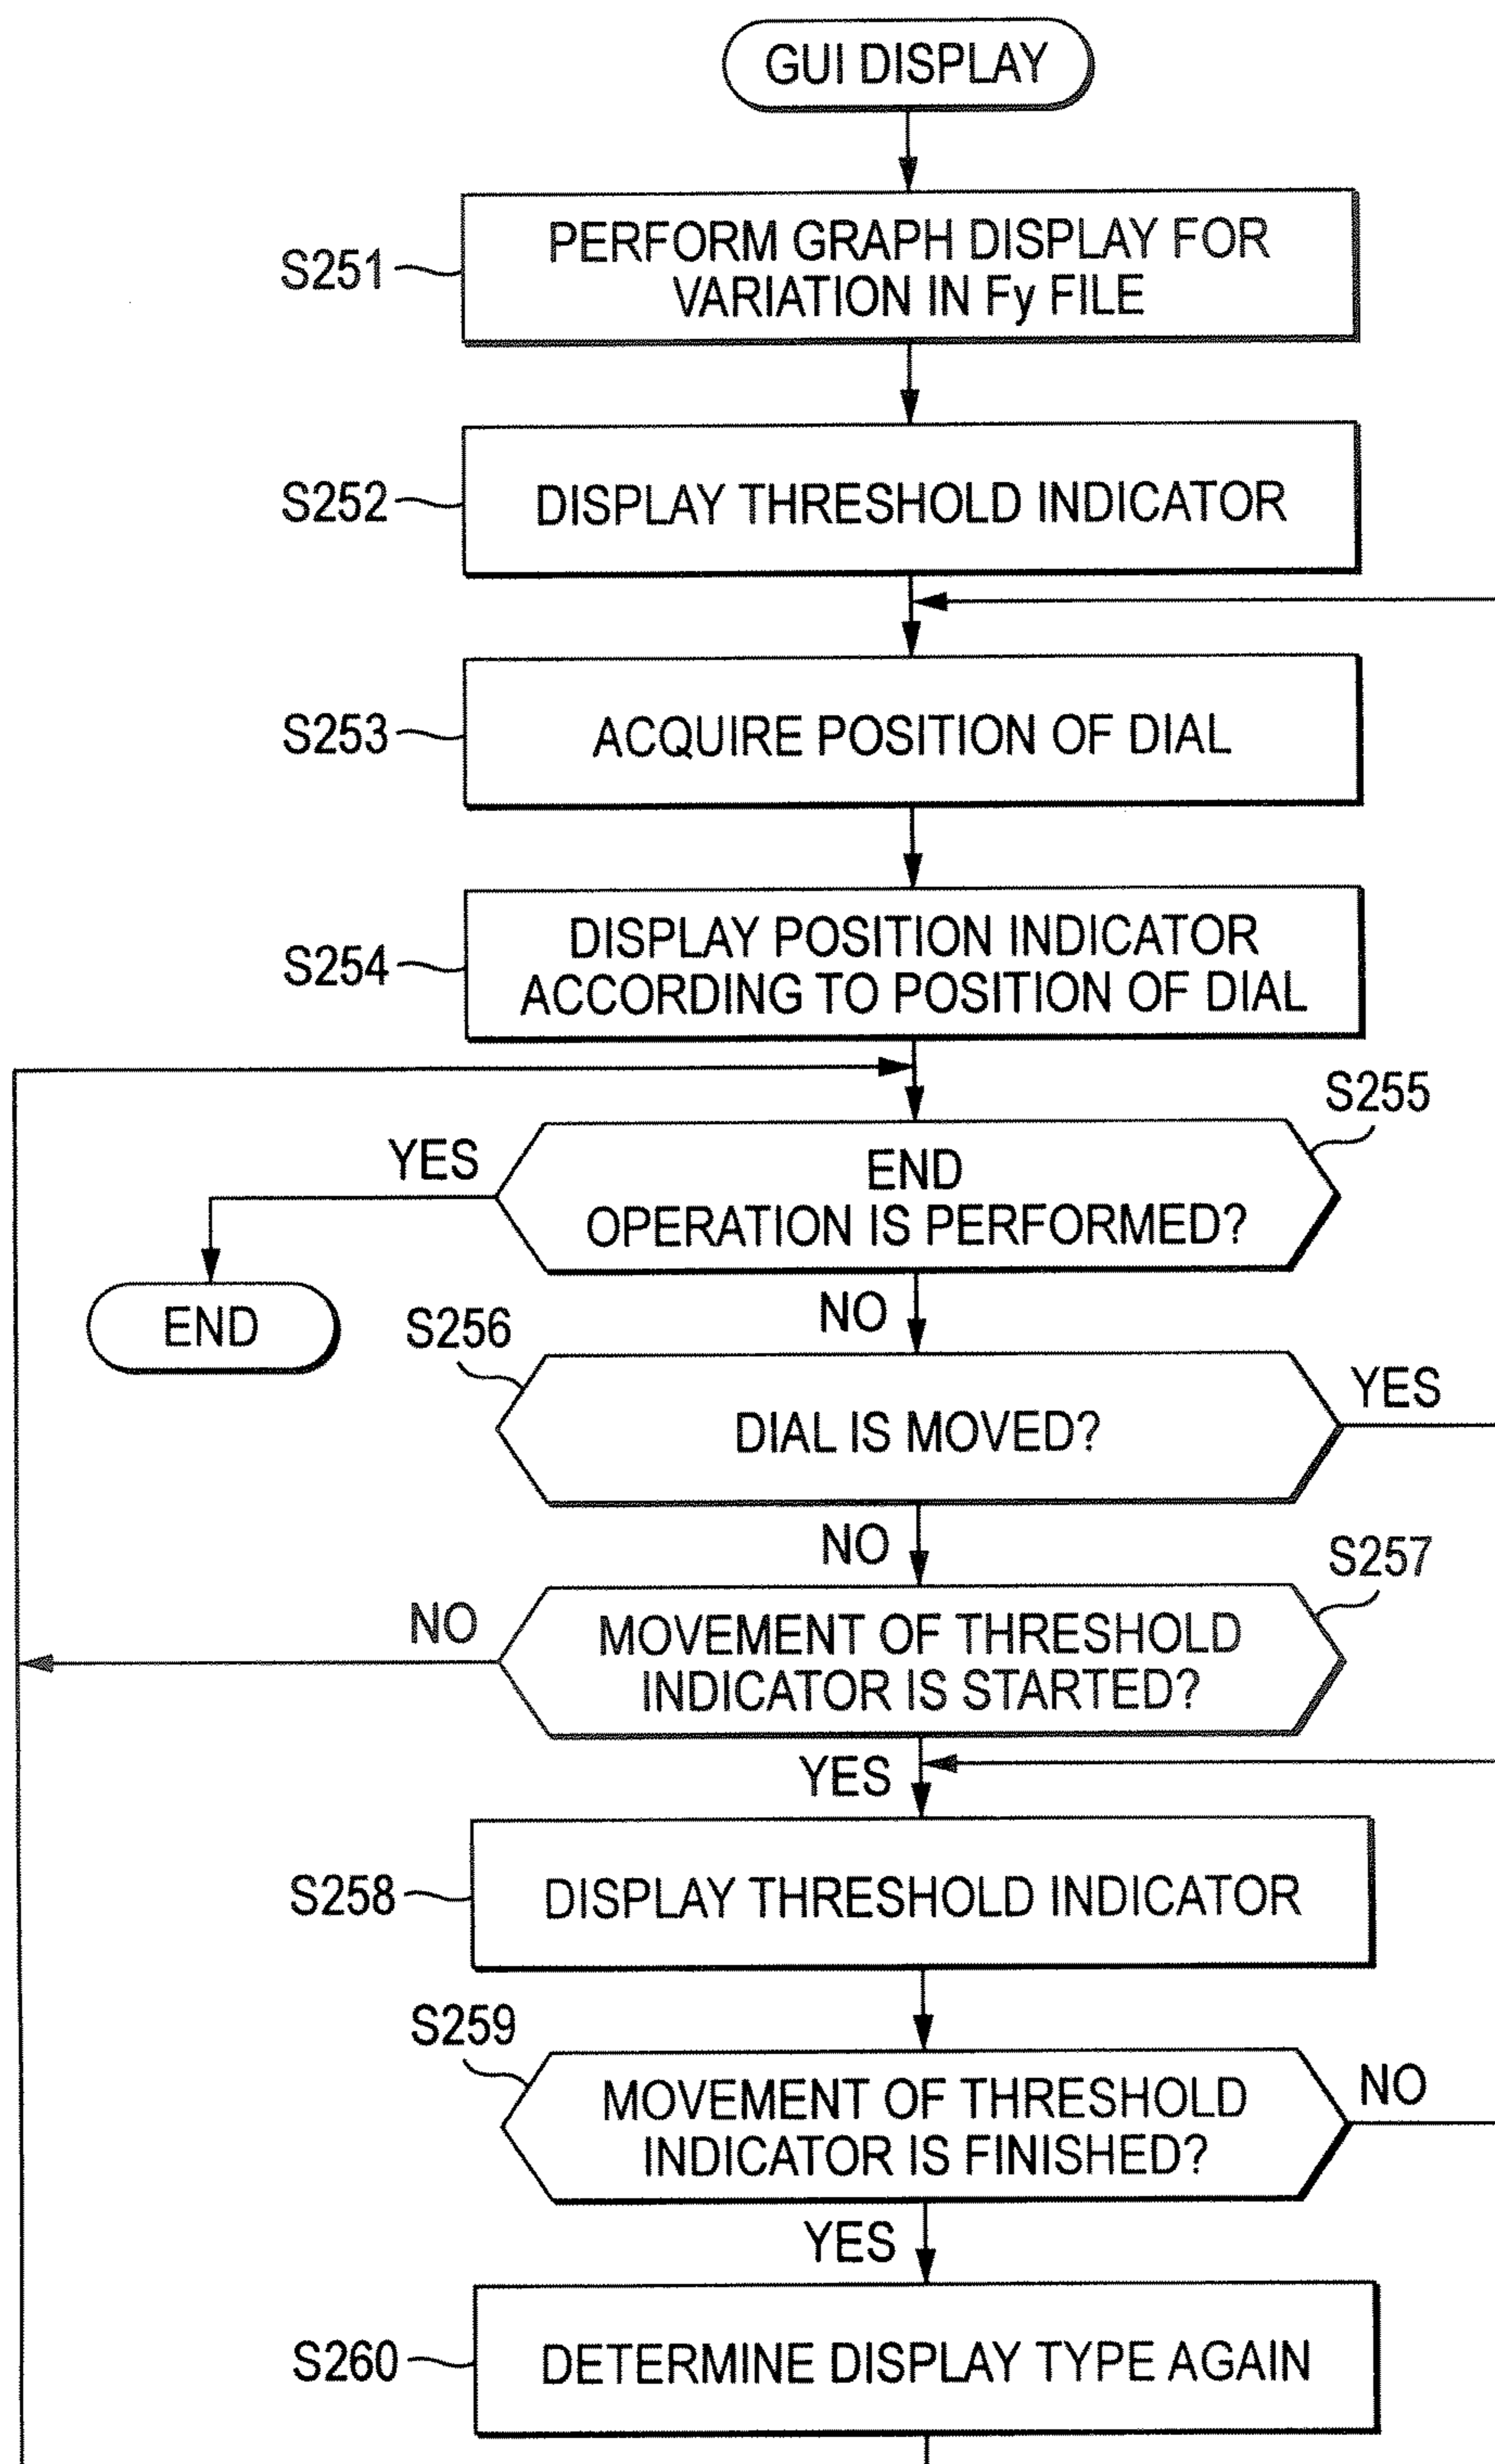 GUI DISPLAY
S251
PERFORM GRAPH DISPLAY FOR
VARIATION IN Fy FILE
S252
DISPLAY THRESHOLD INDICATOR
S253
ACQUIRE POSITION OF DIAL
S254
DISPLAY POSITION INDICATOR
ACCORDING TO POSITION OF DIAL
S255
YES
END
OPERATION IS PERFORMED?
END
NO
S256
YES
DIAL IS MOVED?
NO
S257
NO
MOVEMENT OF THRESHOLD
INDICATOR IS STARTED?
YES
S258
DISPLAY THRESHOLD INDICATOR
S259
NO
MOVEMENT OF THRESHOLD
INDICATOR IS FINISHED?
YES
S260
DETERMINE DISPLAY TYPE AGAIN